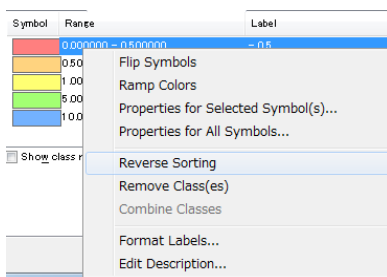 Symbol Range Label
0.000000 - 0.500000 - 0.5
0.50 Flip Symbols
1.00 Ramp Colors
5.00 Properties for Selected Symbol(s)...
10.0 Properties for All Symbols...
Show class r Reverse Sorting
Remove Class(es)
Combine Classes
Format Labels...
Edit Description...